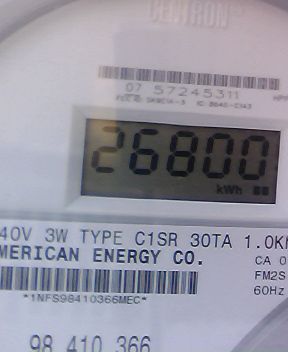 CENTRON
07 57245311
26800
kWh
40V 3W TYPE C1SR 30TA 1.0K
MERICAN ENERGY CO.
CA 0
FM2S
60Hz
*1NFS98410366MEC*
98 410 366